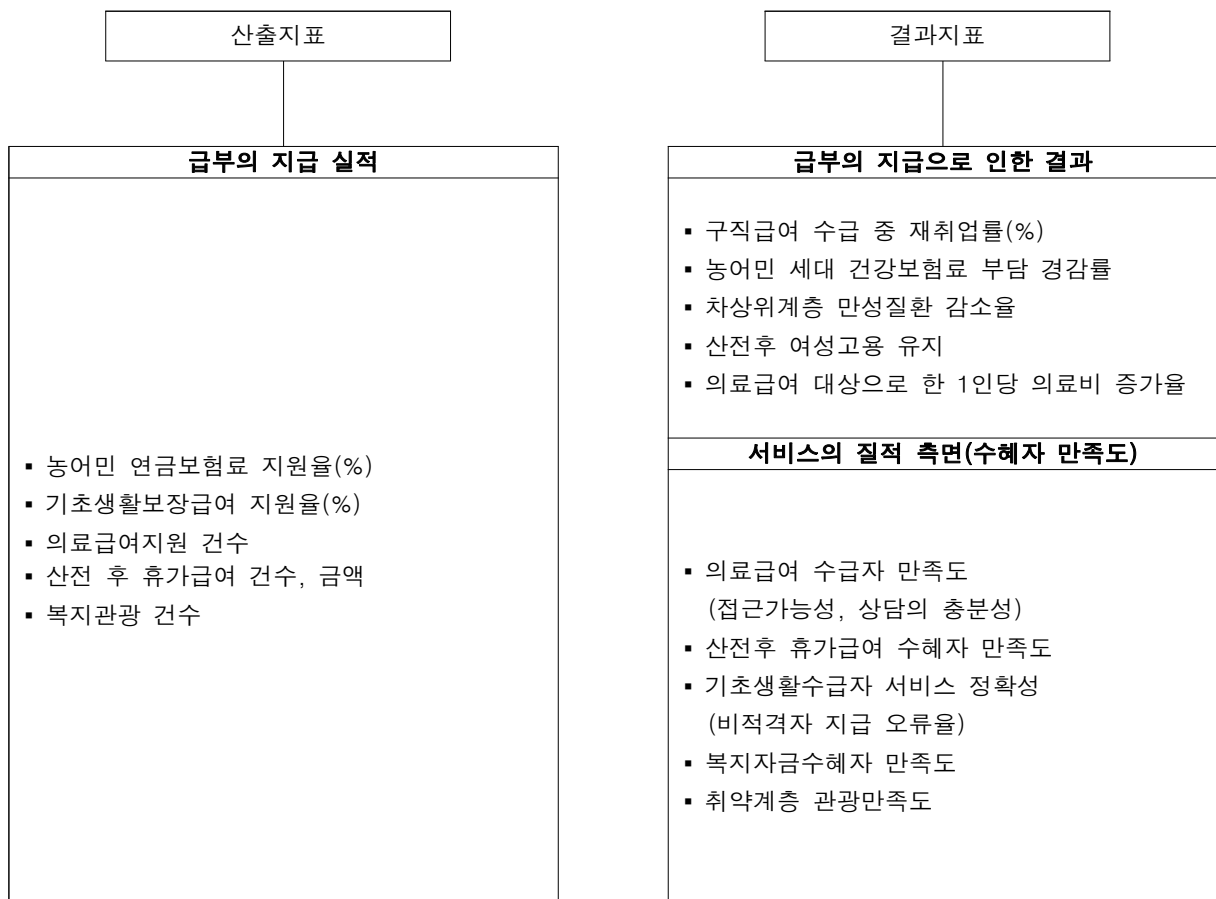 산출지표
급부의 지급 실적
▪ 농어민 연금보험료 지원율(%)
▪ 기초생활보장급여 지원율(%)
▪ 의료급여지원 건수
▪ 산전 후 휴가급여 건수, 금액
▪ 복지관광 건수
결과지표
급부의 지급으로 인한 결과
▪ 구직급여 수급 중 재취업률(%)
▪ 농어민 세대 건강보험료 부담 경감률
▪ 차상위계층 만성질환 감소율
▪ 산전후 여성고용 유지
▪ 의료급여 대상으로 한 1인당 의료비 증가율
서비스의 질적 측면(수혜자 만족도)
▪ 의료급여 수급자 만족도
(접근가능성, 상담의 충분성)
▪ 산전후 휴가급여 수혜자 만족도
▪ 기초생활수급자 서비스 정확성
(비적격자 지급 오류율)
▪ 복지자금수혜자 만족도
▪ 취약계층 관광만족도